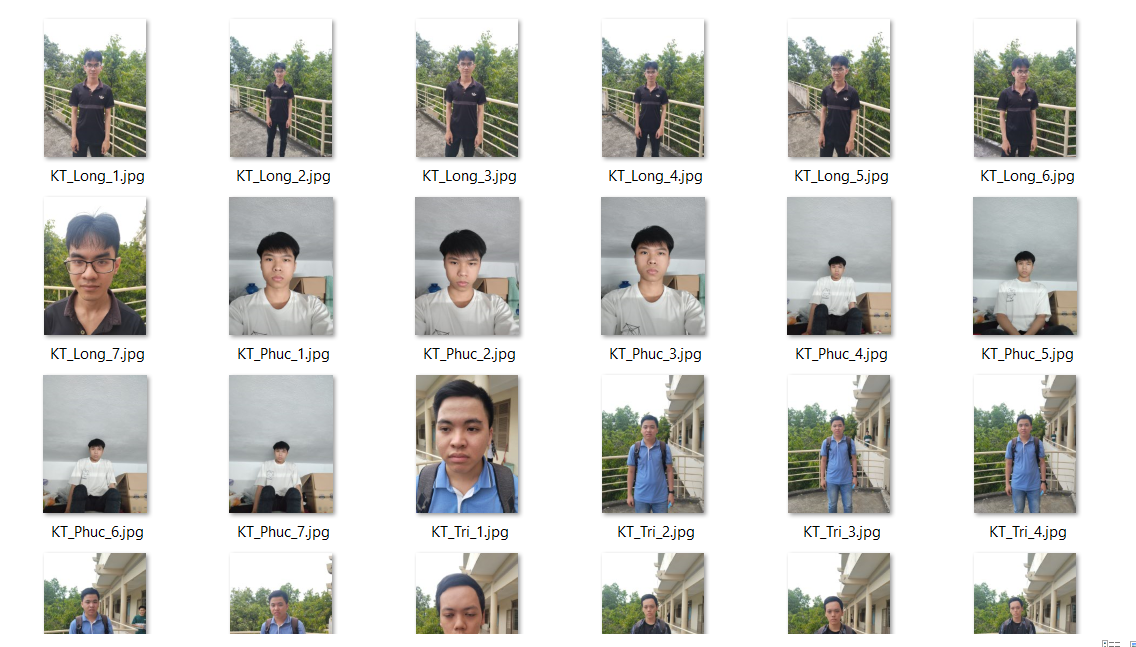 KT_Long_1.jpg KT_Long_2.jpg KT_Long_3.jpg KT_Long_4.jpg KT_Long_5.jpg KT_Long_6.jpg
KT_Long_7.jpg KT_Phuc_1.jpg KT_Phuc_2.jpg KT_Phuc_3.jpg KT_Phuc_4.jpg KT_Phuc_5.jpg
KT_Phuc_6.jpg KT_Phuc_7.jpg KT_Tri_1.jpg KT_Tri_2.jpg KT_Tri_3.jpg KT_Tri_4.jpg